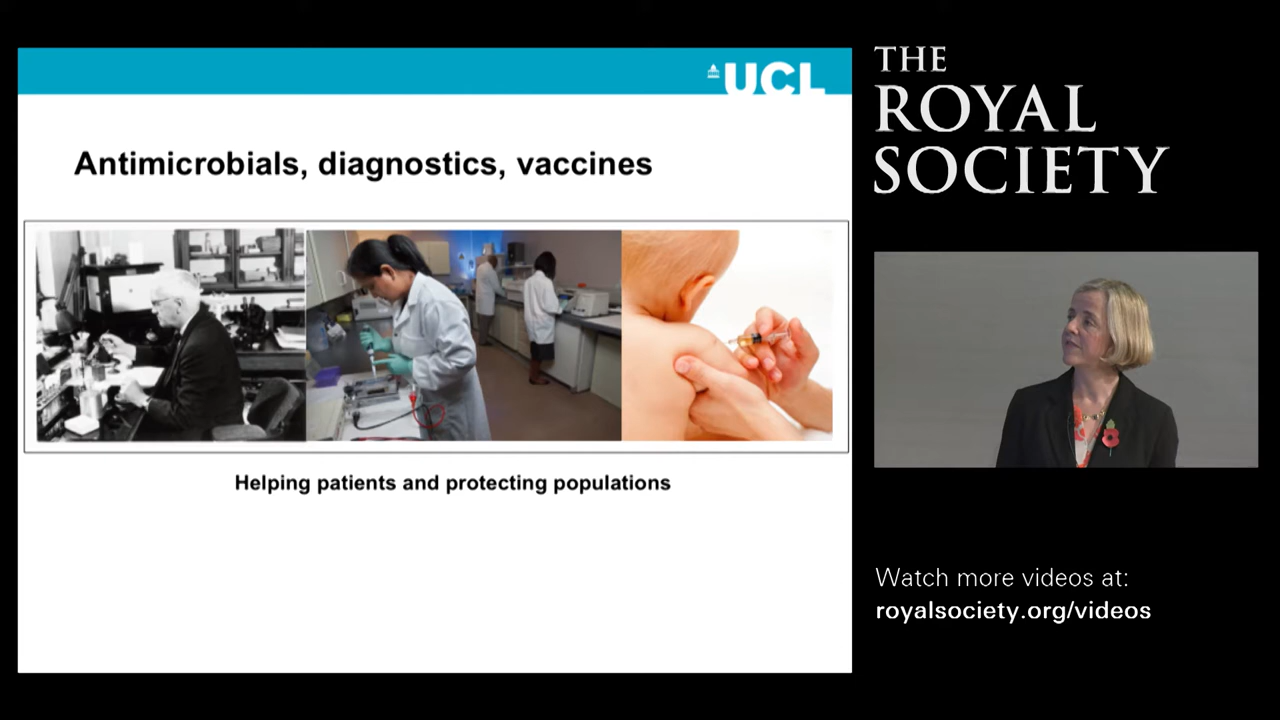 UCL
Antimicrobials, diagnostics, vaccines
Helping patients and protecting populations
THE
ROYAL
SOCIETY
Watch more videos at:
royalsociety.org/videos